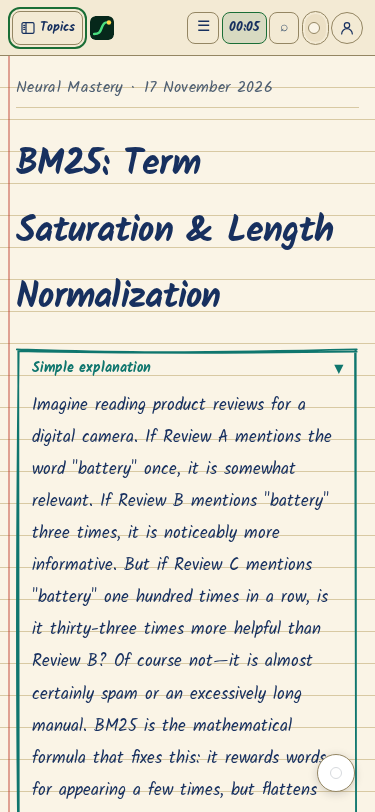 Topics
☰
00:05
⌕
Neural Mastery · 17 November 2026
BM25: Term
Saturation & Length
Normalization
Simple explanation ▼
Imagine reading product reviews for a
digital camera. If Review A mentions the
word "battery" once, it is somewhat
relevant. If Review B mentions "battery"
three times, it is noticeably more
informative. But if Review C mentions
"battery" one hundred times in a row, is
it thirty-three times more helpful than
Review B? Of course not—it is almost
certainly spam or an excessively long
manual. BM25 is the mathematical
formula that fixes this: it rewards words
for appearing a few times, but flattens